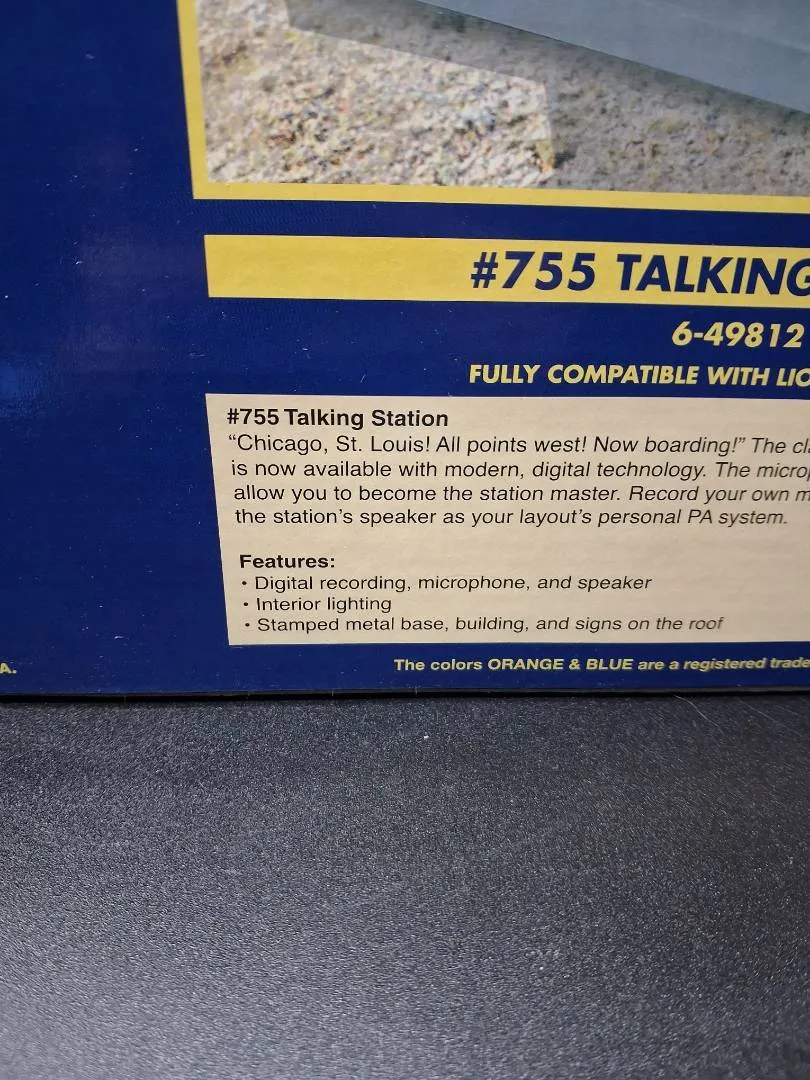 #755 TALKING
6-49812
FULLY COMPATIBLE WITH
#755 Talking Station
“Chicago, St. Louis! All points west! Now boarding!” The
is now available with modern, digital technology. The
allow you to become the station master. Record your own
the station’s speaker as your layout’s personal PA system.
Features:
• Digital recording, microphone, and speaker
• Interior lighting
• Stamped metal base, building, and signs on the roof
A.
The colors ORANGE & BLUE are a registered